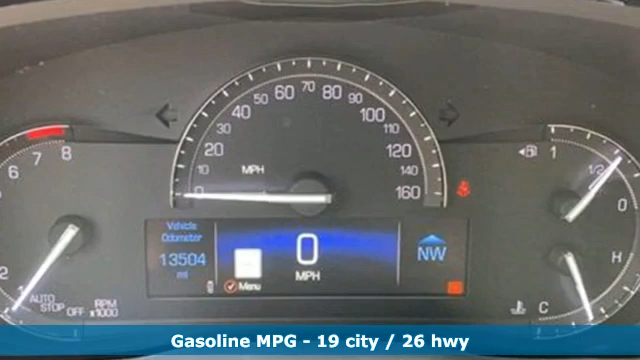 60 70 80
50 90
40 100
30 110
20 120
10 MPH 140
0 160
6 7 8
2
AUTO STOP OFF
RPM x1000
1 1/2 0
H
C
Vehicle Odometer
13504 mi
0 MPH
Menu
NW
Gasoline MPG - 19 city / 26 hwy